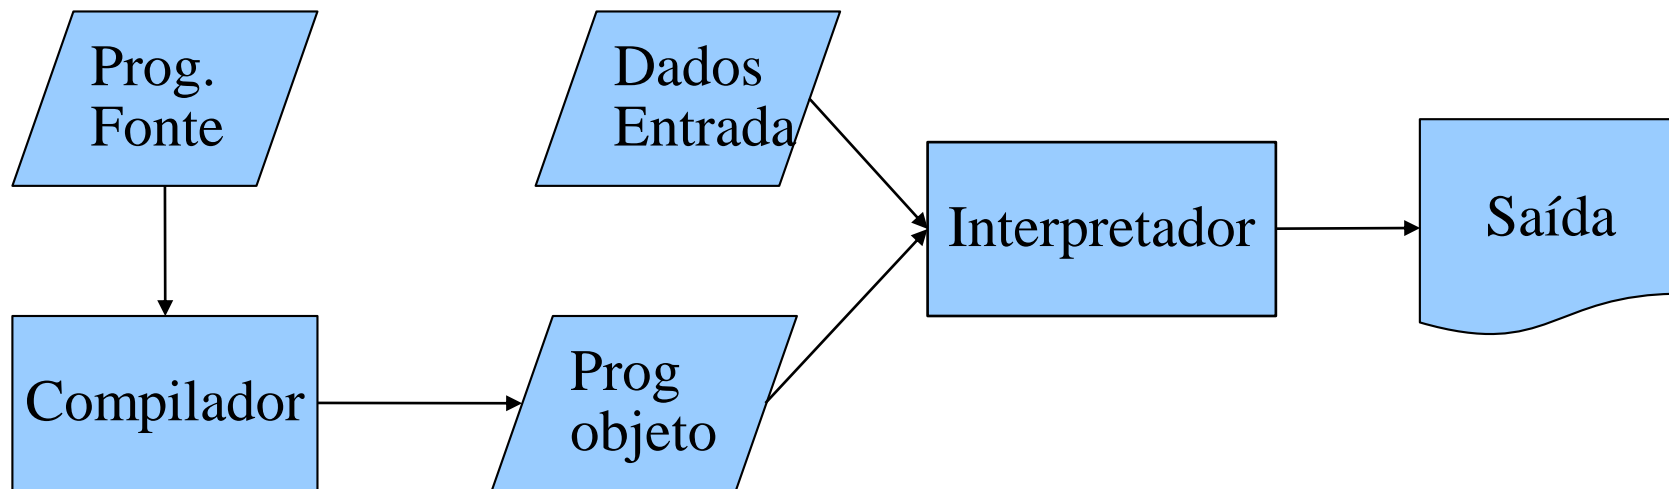 Prog.
Fonte
Dados
Entrada
Interpretador
Saída
Compilador
Prog
objeto